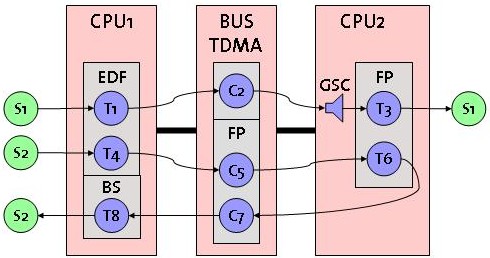 CPU1
BUS
TDMA
CPU2
EDF
GSC
FP
S1
T1
C2
T3
S1
FP
S2
T4
C5
T6
BS
S2
T8
C7